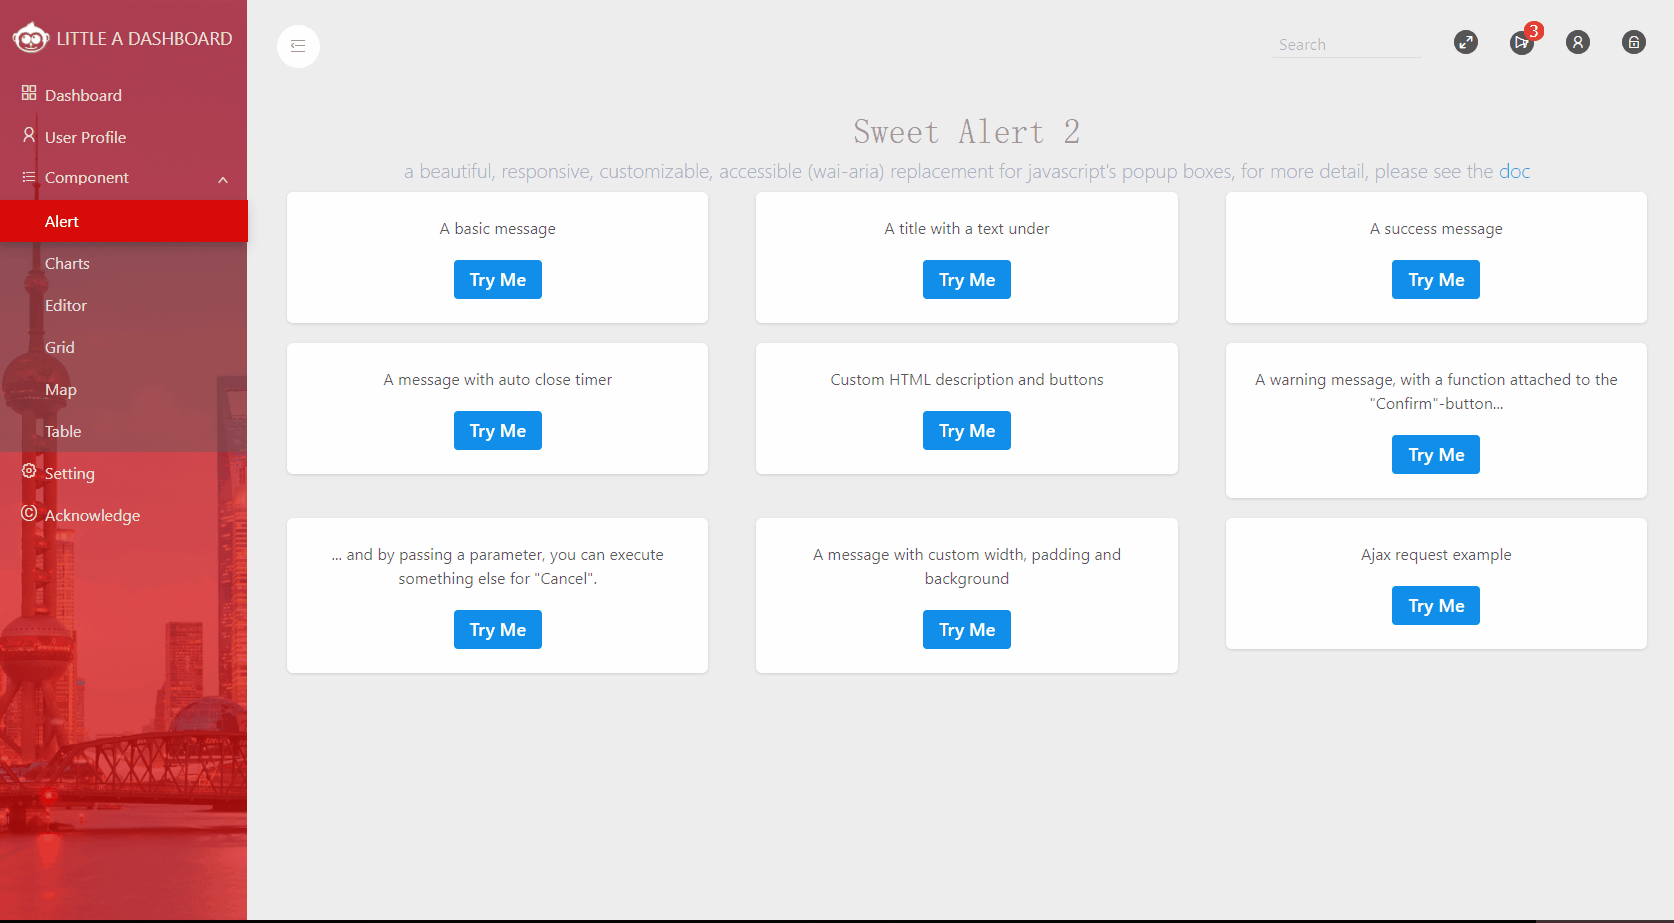 LITTLE A DASHBOARD
Dashboard
User Profile
Component
Alert
Charts
Editor
Grid
Map
Table
Setting
Acknowledge
Search
3
Sweet Alert 2
a beautiful, responsive, customizable, accessible (wai-aria) replacement for javascript's popup boxes, for more detail, please see the doc
A basic message
Try Me
A title with a text under
Try Me
A success message
Try Me
A message with auto close timer
Try Me
Custom HTML description and buttons
Try Me
A warning message, with a function attached to the
"Confirm"-button...
Try Me
... and by passing a parameter, you can execute
something else for "Cancel".
Try Me
A message with custom width, padding and
background
Try Me
Ajax request example
Try Me